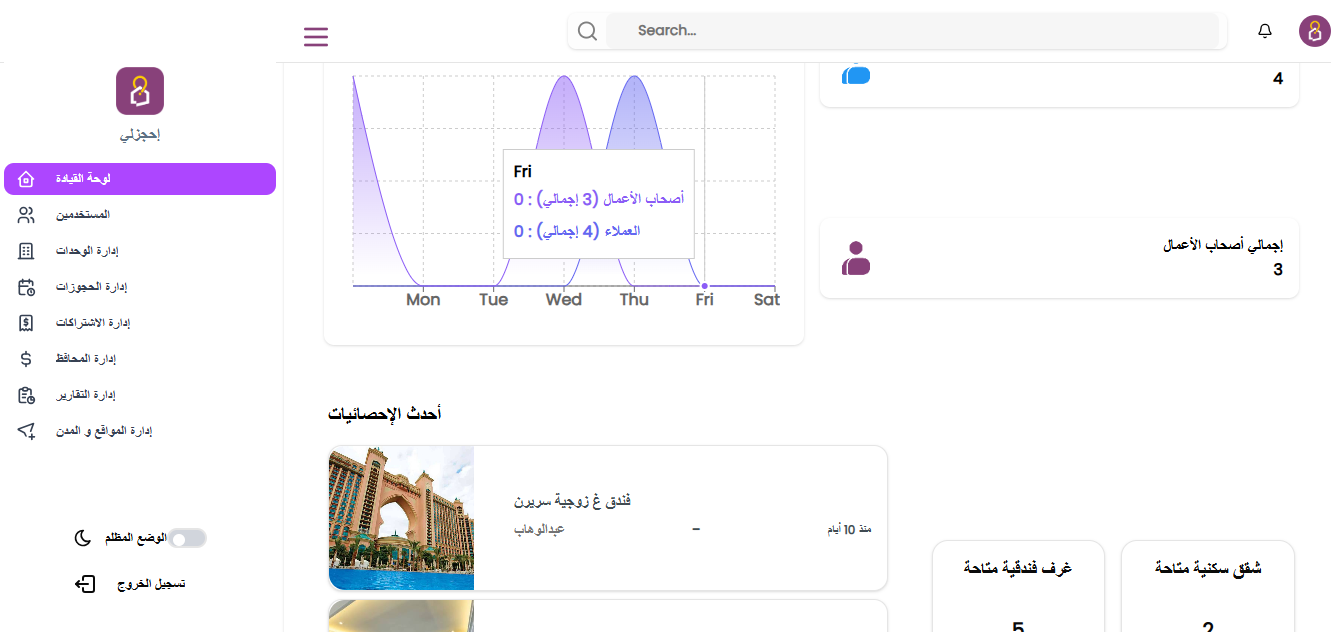 Search...
إحجزلي
لوحة القيادة
المستخدمين
إدارة الوحدات
إدارة الحجوزات
إدارة الاشتراكات
إدارة المحافظ
إدارة التقارير
إدارة المواقع و المدن
الوضع المظلم
تسجيل الخروج
Fri
أصحاب الأعمال (3 إجمالي) : 0
العملاء (4 إجمالي) : 0
Mon Tue Wed Thu Fri Sat
4
إجمالي أصحاب الأعمال
3
أحدث الإحصائيات
فندق غ زوجية سريرن
عبدالوهاب – منذ 10 أيام
غرف فندقية متاحة
5
شقق سكنية متاحة
2